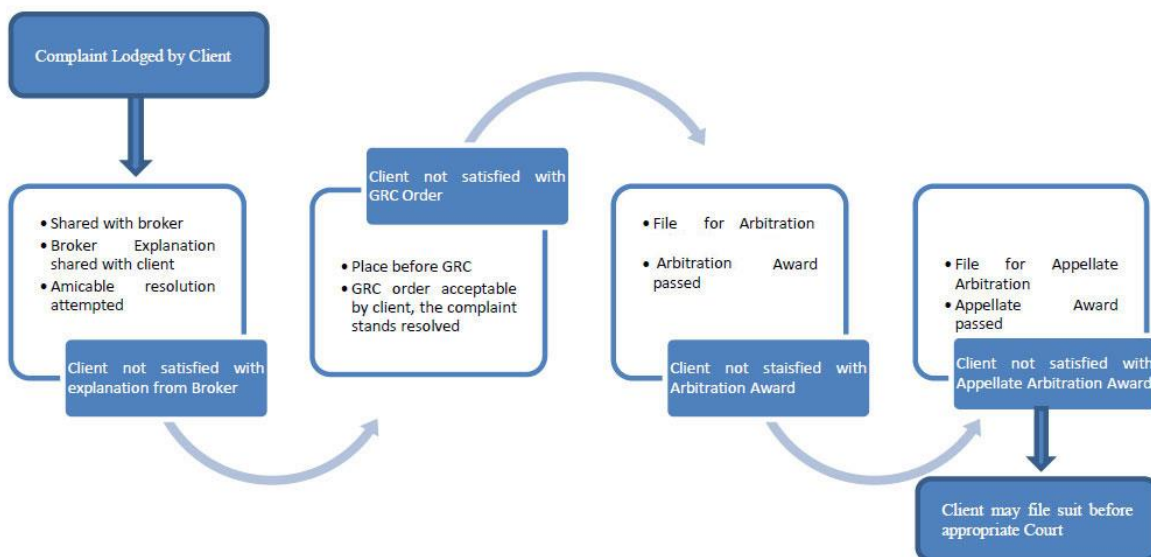 Complaint Lodged by Client
• Shared with broker
• Broker Explanation
shared with client
• Amicable resolution
attempted
Client not satisfied with
explanation from Broker
Client not satisfied with
GRC Order
• Place before GRC
• GRC order acceptable
by client, the complaint
stands resolved
• File for Arbitration
• Arbitration Award
passed
Client not staisfied with
Arbitration Award
• File for Appellate
Arbitration
• Appellate Award
passed
Client not satisfied with
Appellate Arbitration Award
Client may file suit before
appropriate Court